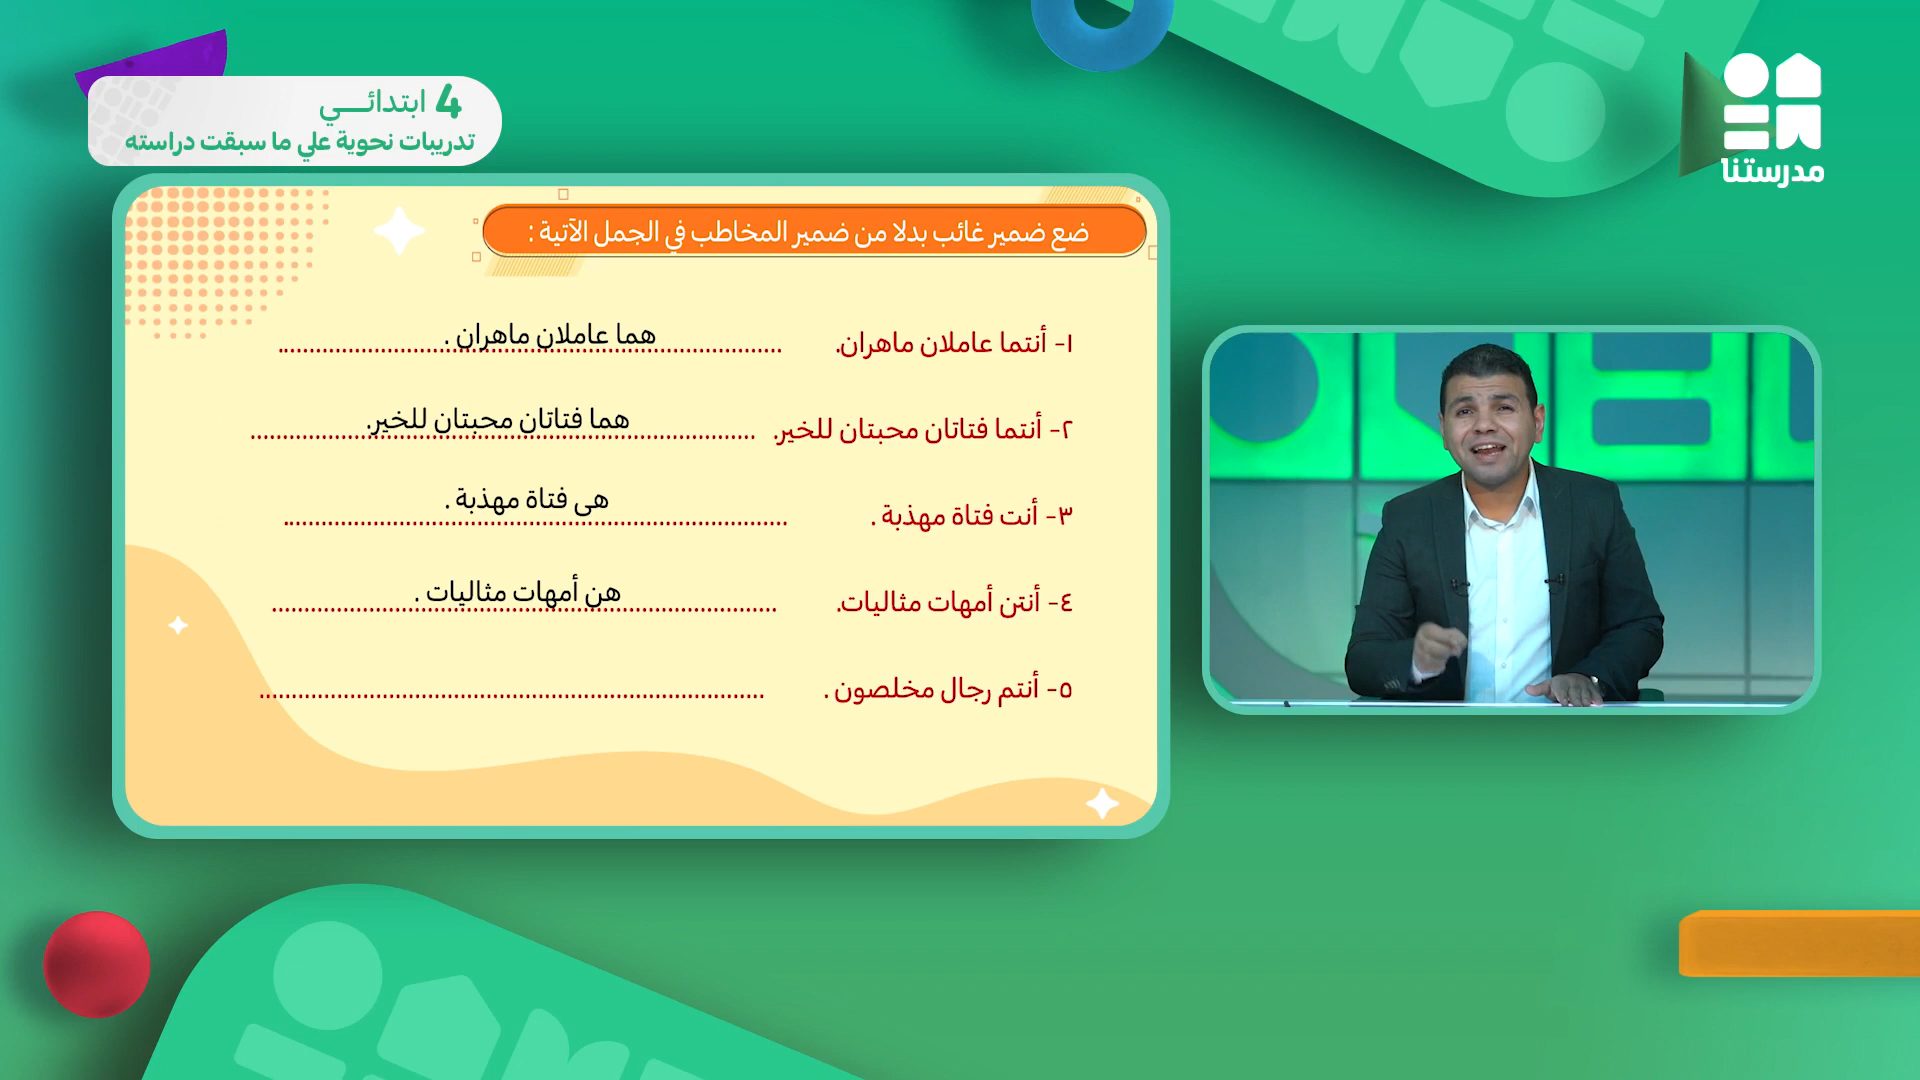 4 ابتدائـــي
تدريبات نحوية علي ما سبقت دراسته
مدرستنا
ضع ضمير غائب بدلا من ضمير المخاطب في الجمل الآتية :
١- أنتما عاملان ماهران. هما عاملان ماهران .
٢- أنتما فتاتان محبتان للخير. هما فتاتان محبتان للخير.
٣- أنت فتاة مهذبة . هى فتاة مهذبة .
٤- أنتن أمهات مثاليات. هن أمهات مثاليات .
٥- أنتم رجال مخلصون . ................